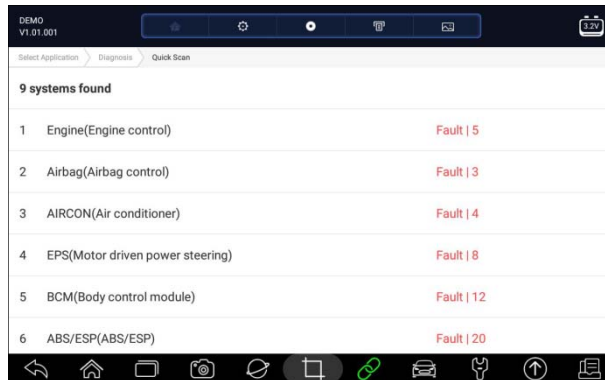 DEMO
V1.01.001
3.2V
Select Application Diagnosis Quick Scan
9 systems found
1 Engine(Engine control) Fault | 5
2 Airbag(Airbag control) Fault | 3
3 AIRCON(Air conditioner) Fault | 4
4 EPS(Motor driven power steering) Fault | 8
5 BCM(Body control module) Fault | 12
6 ABS/ESP(ABS/ESP) Fault | 20